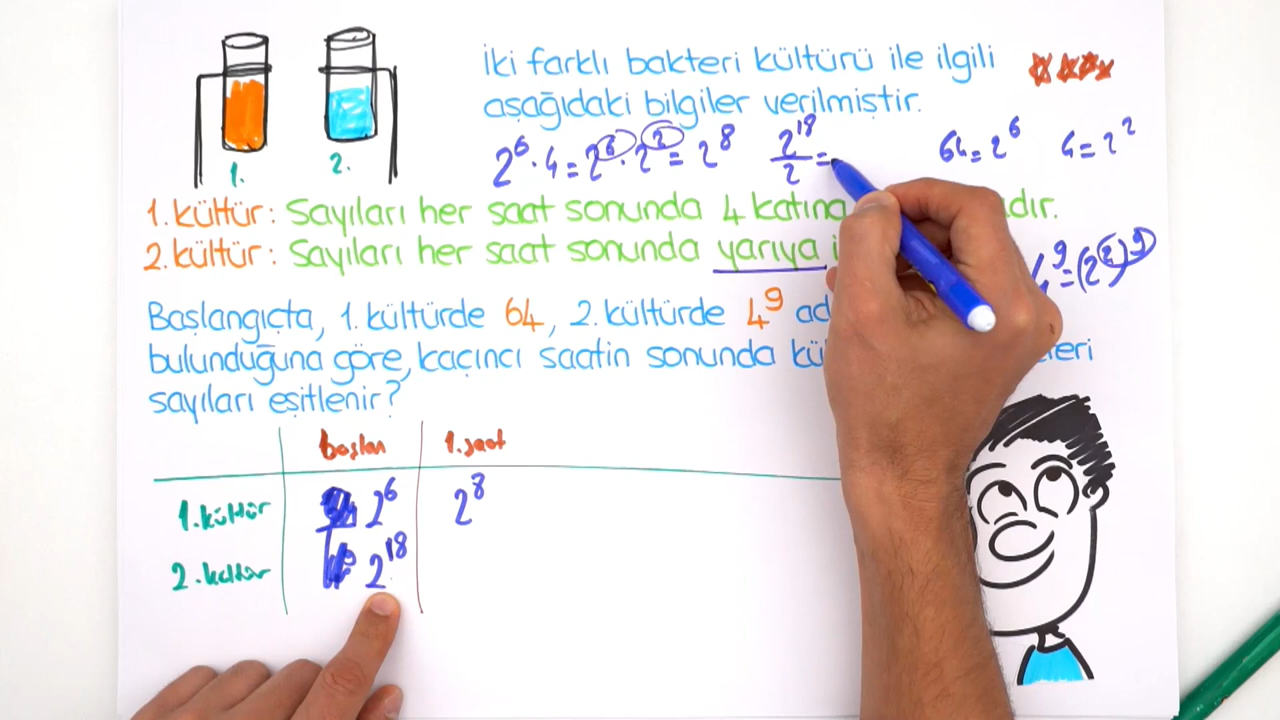 İki farklı bakteri kültürü ile ilgili
aşağıdaki bilgiler verilmiştir.
2⁶ · 4 = 2⁶ · 2² = 2⁸
2¹⁸/2 =
64 = 2⁶
4 = 2²
1. kültür: Sayıları her saat sonunda 4 katına
2. kültür: Sayıları her saat sonunda yarıya
4⁹ = (2²)⁹
Başlangıçta, 1. kültürde 64, 2. kültürde 4⁹
bulunduğuna göre, kaçıncı saatin sonunda
sayıları eşitlenir?
1.
2.
başlan 1. saat
1. kültür 2⁶ 2⁸
2. kültür 2¹⁸